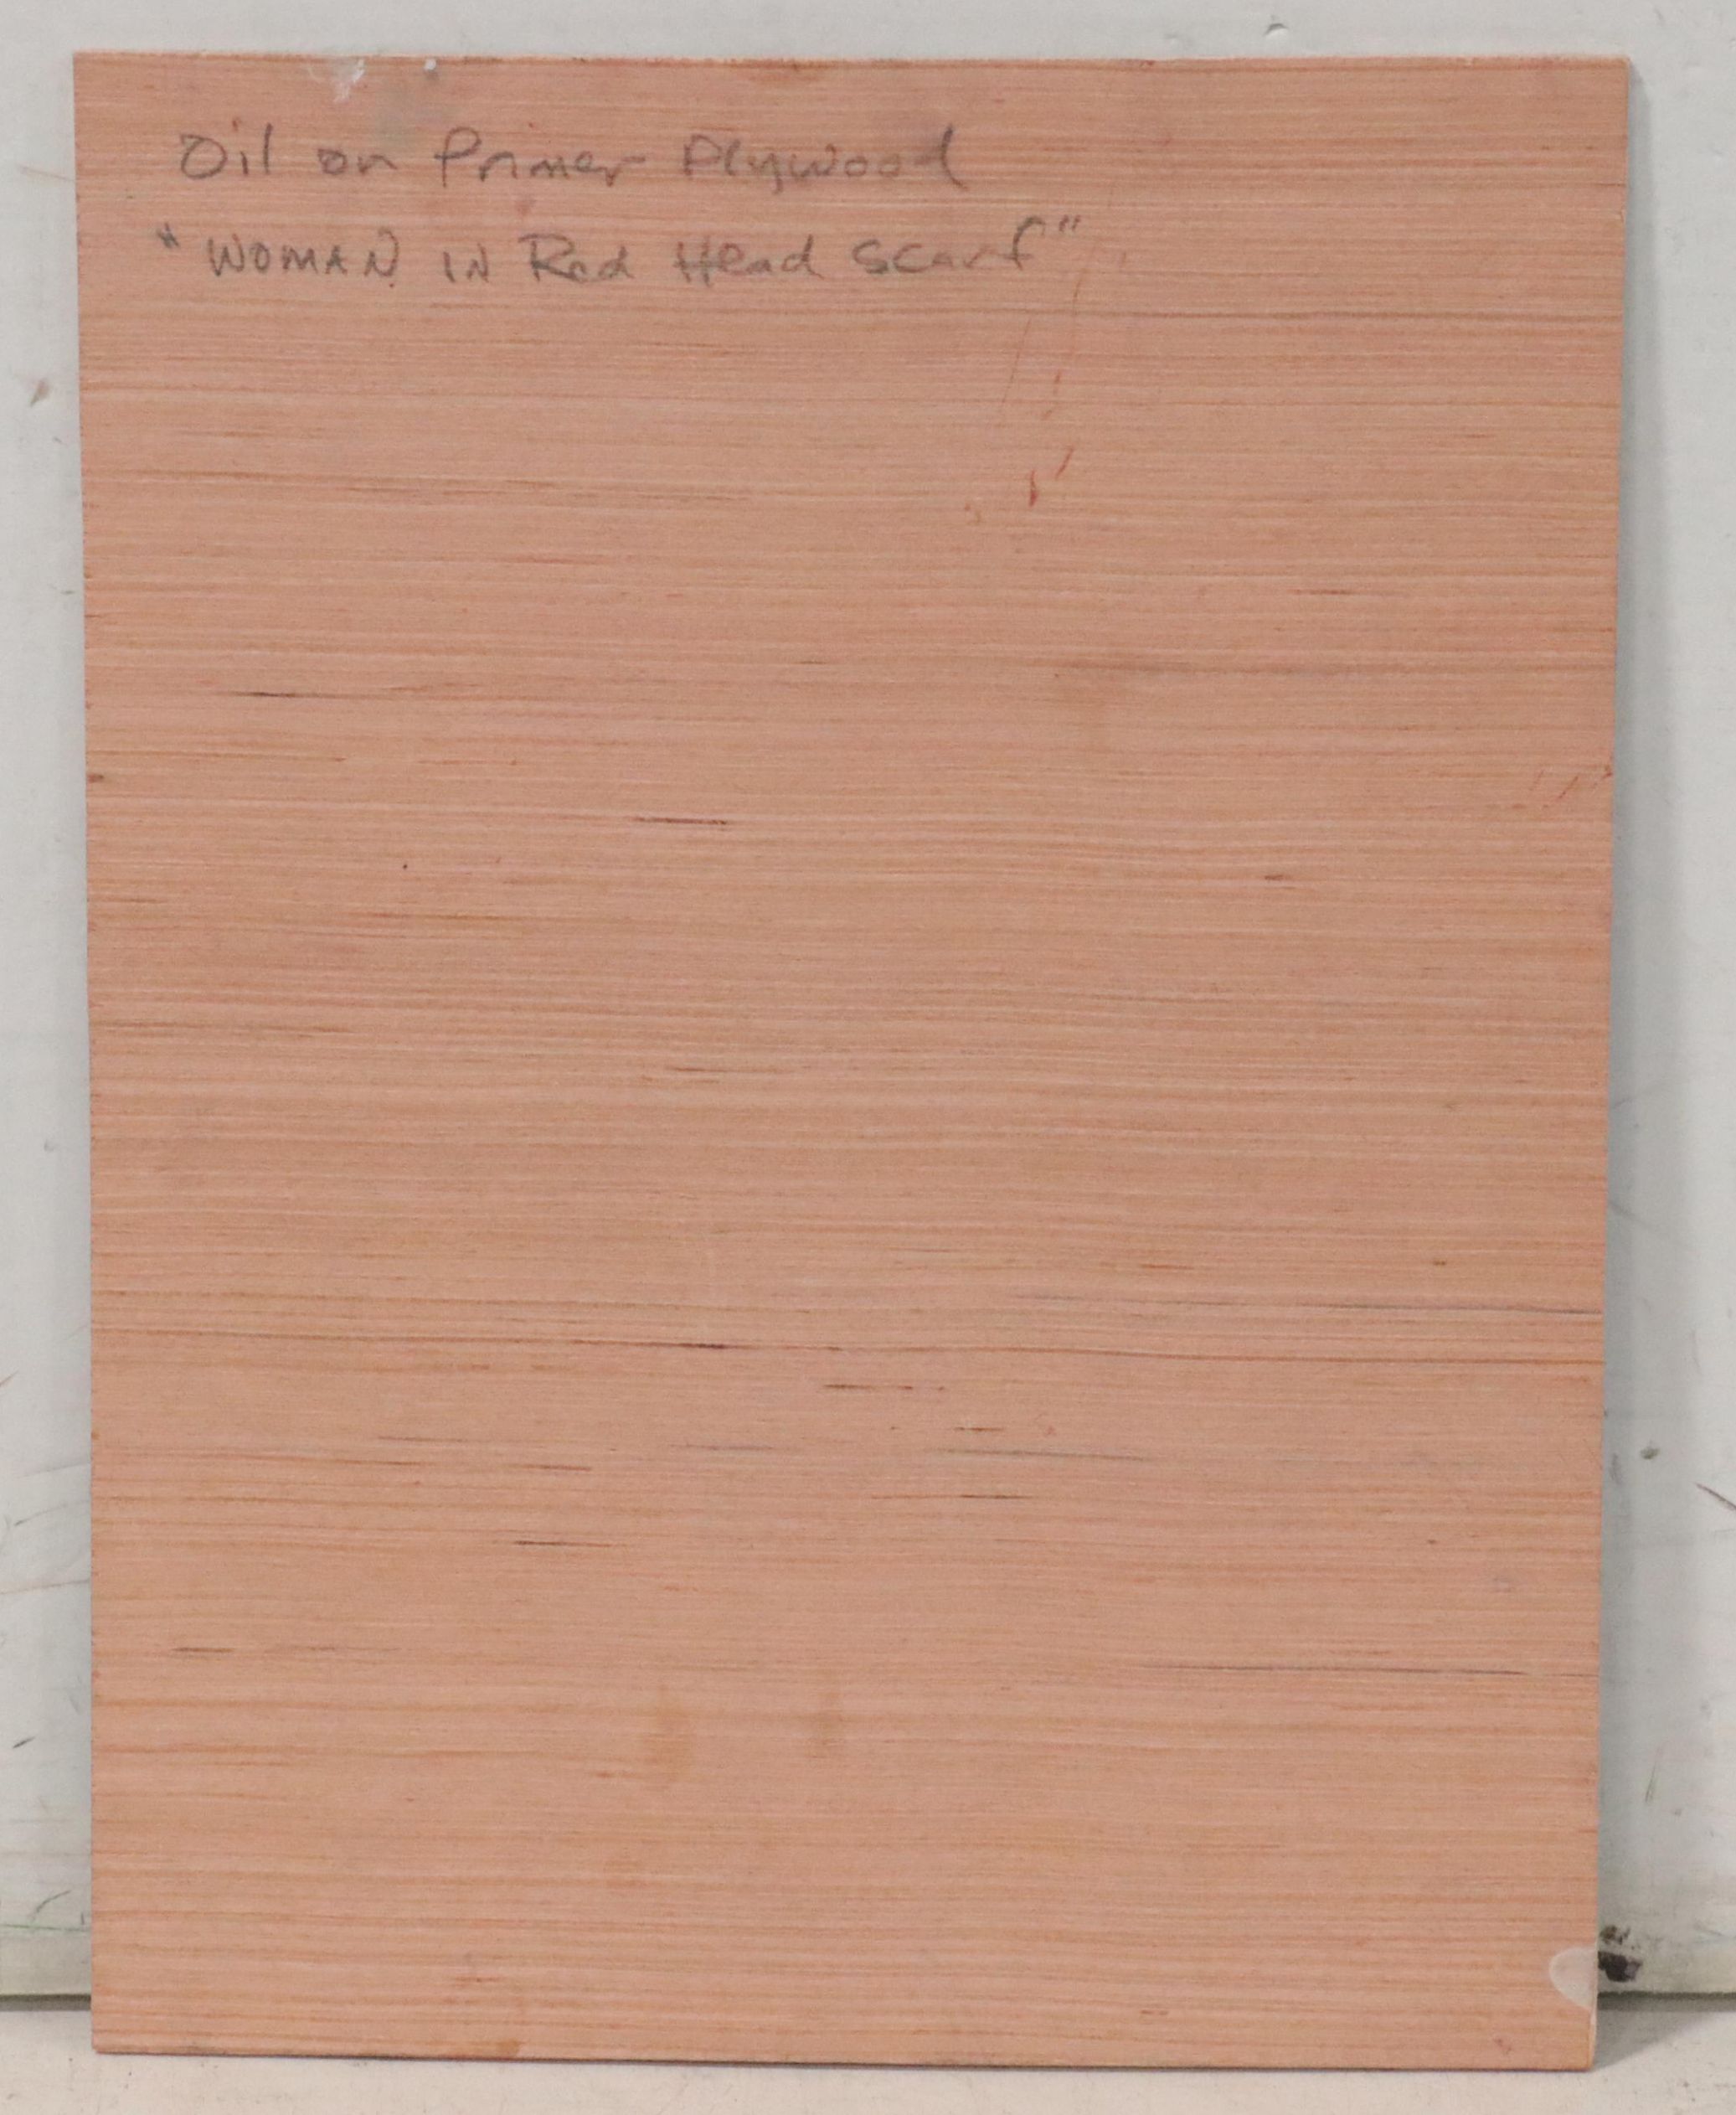 Oil on Primer Plywood
"WOMAN IN Red Head Scarf"